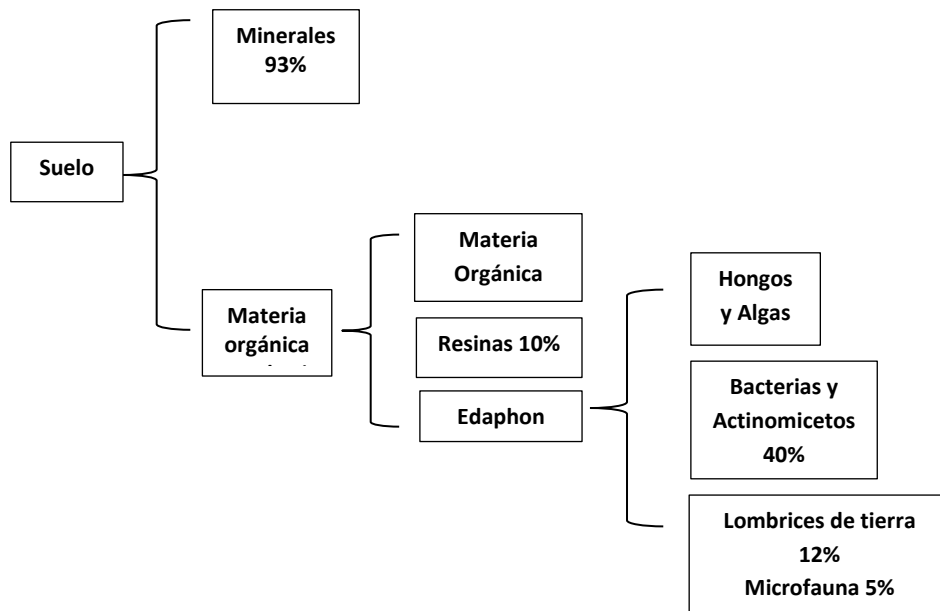 Minerales
93%
Suelo
Materia
orgánica
Materia
Orgánica
Resinas 10%
Edaphon
Hongos
y Algas
Bacterias y
Actinomicetos
40%
Lombrices de tierra
12%
Microfauna 5%